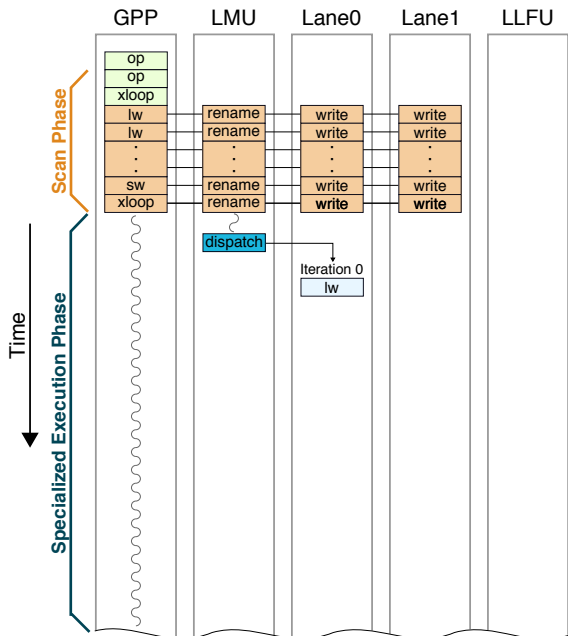 GPP LMU Lane0 Lane1 LLFU
op
op
xloop
lw rename write write
lw rename write write
sw rename write write
xloop rename write write
dispatch
Iteration 0
lw
Scan Phase
Time
Specialized Execution Phase